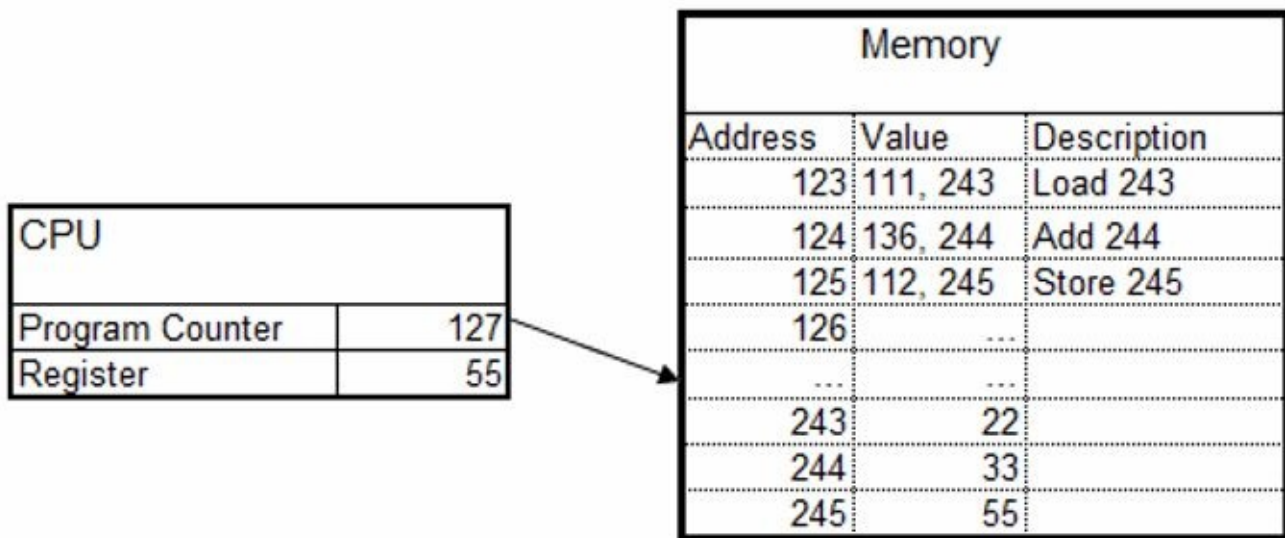 Memory
Address Value Description
123 111, 243 Load 243
CPU
124 136, 244 Add 244
125 112, 245 Store 245
Program Counter 127
126 ...
Register 55
... ...
243 22
244 33
245 55